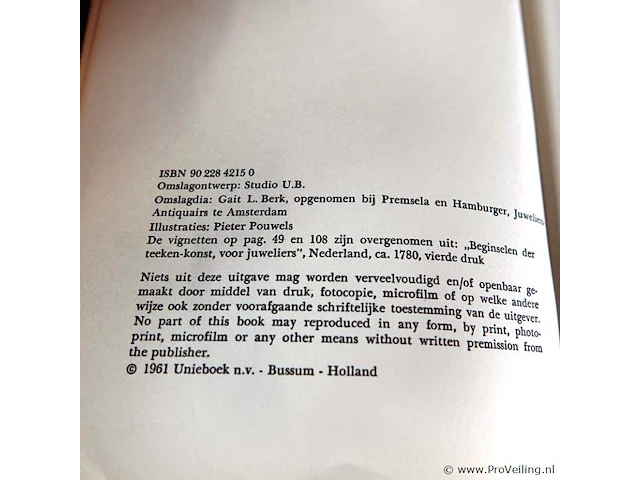 ISBN 90 228 4215 0
Omslagontwerp: Studio U.B.
Omslagdia: Gait L. Berk, opgenomen bij Premsela en Hamburger, Juweliers
Antiquairs te Amsterdam
Illustraties: Pieter Pouwels
De vignetten op pag. 49 en 108 zijn overgenomen uit: „Beginselen der
teeken-konst, voor juweliers”, Nederland, ca. 1780, vierde druk
Niets uit deze uitgave mag worden verveelvoudigd en/of openbaar ge-
maakt door middel van druk, fotocopie, microfilm of op welke andere
wijze ook zonder voorafgaande schriftelijke toestemming van de uitgever.
No part of this book may reproduced in any form, by print, photo-
print, microfilm or any other means without written premission from
the publisher.
© 1961 Unieboek n.v. - Bussum - Holland
© www.ProVeiling.nl